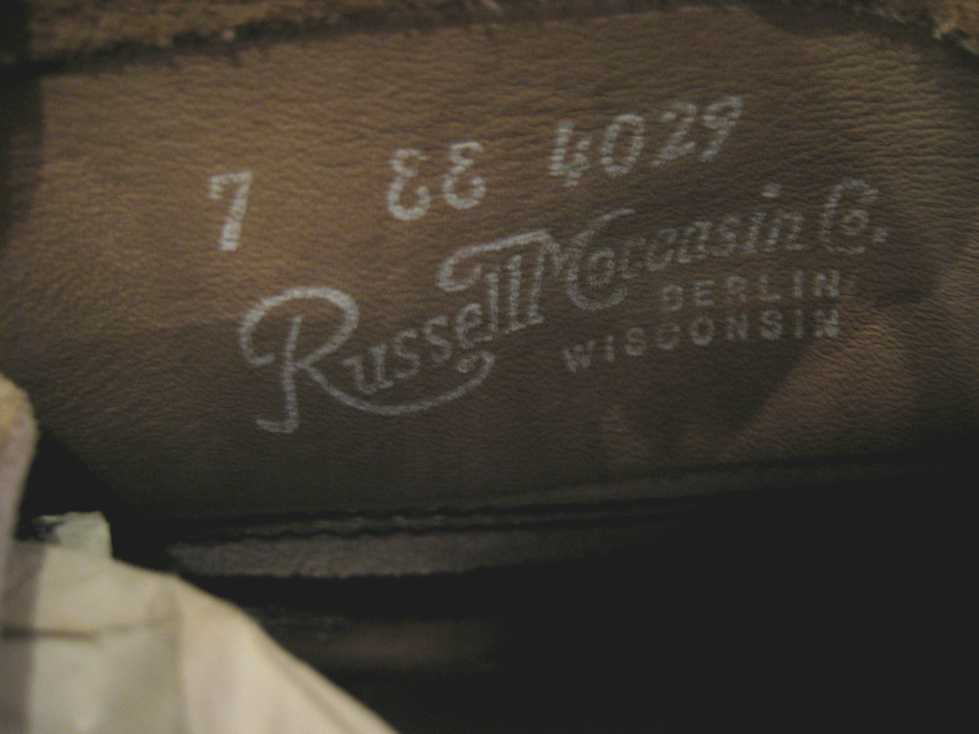 7 EE 4029
Russell Moccasin Co.
BERLIN
WISCONSIN